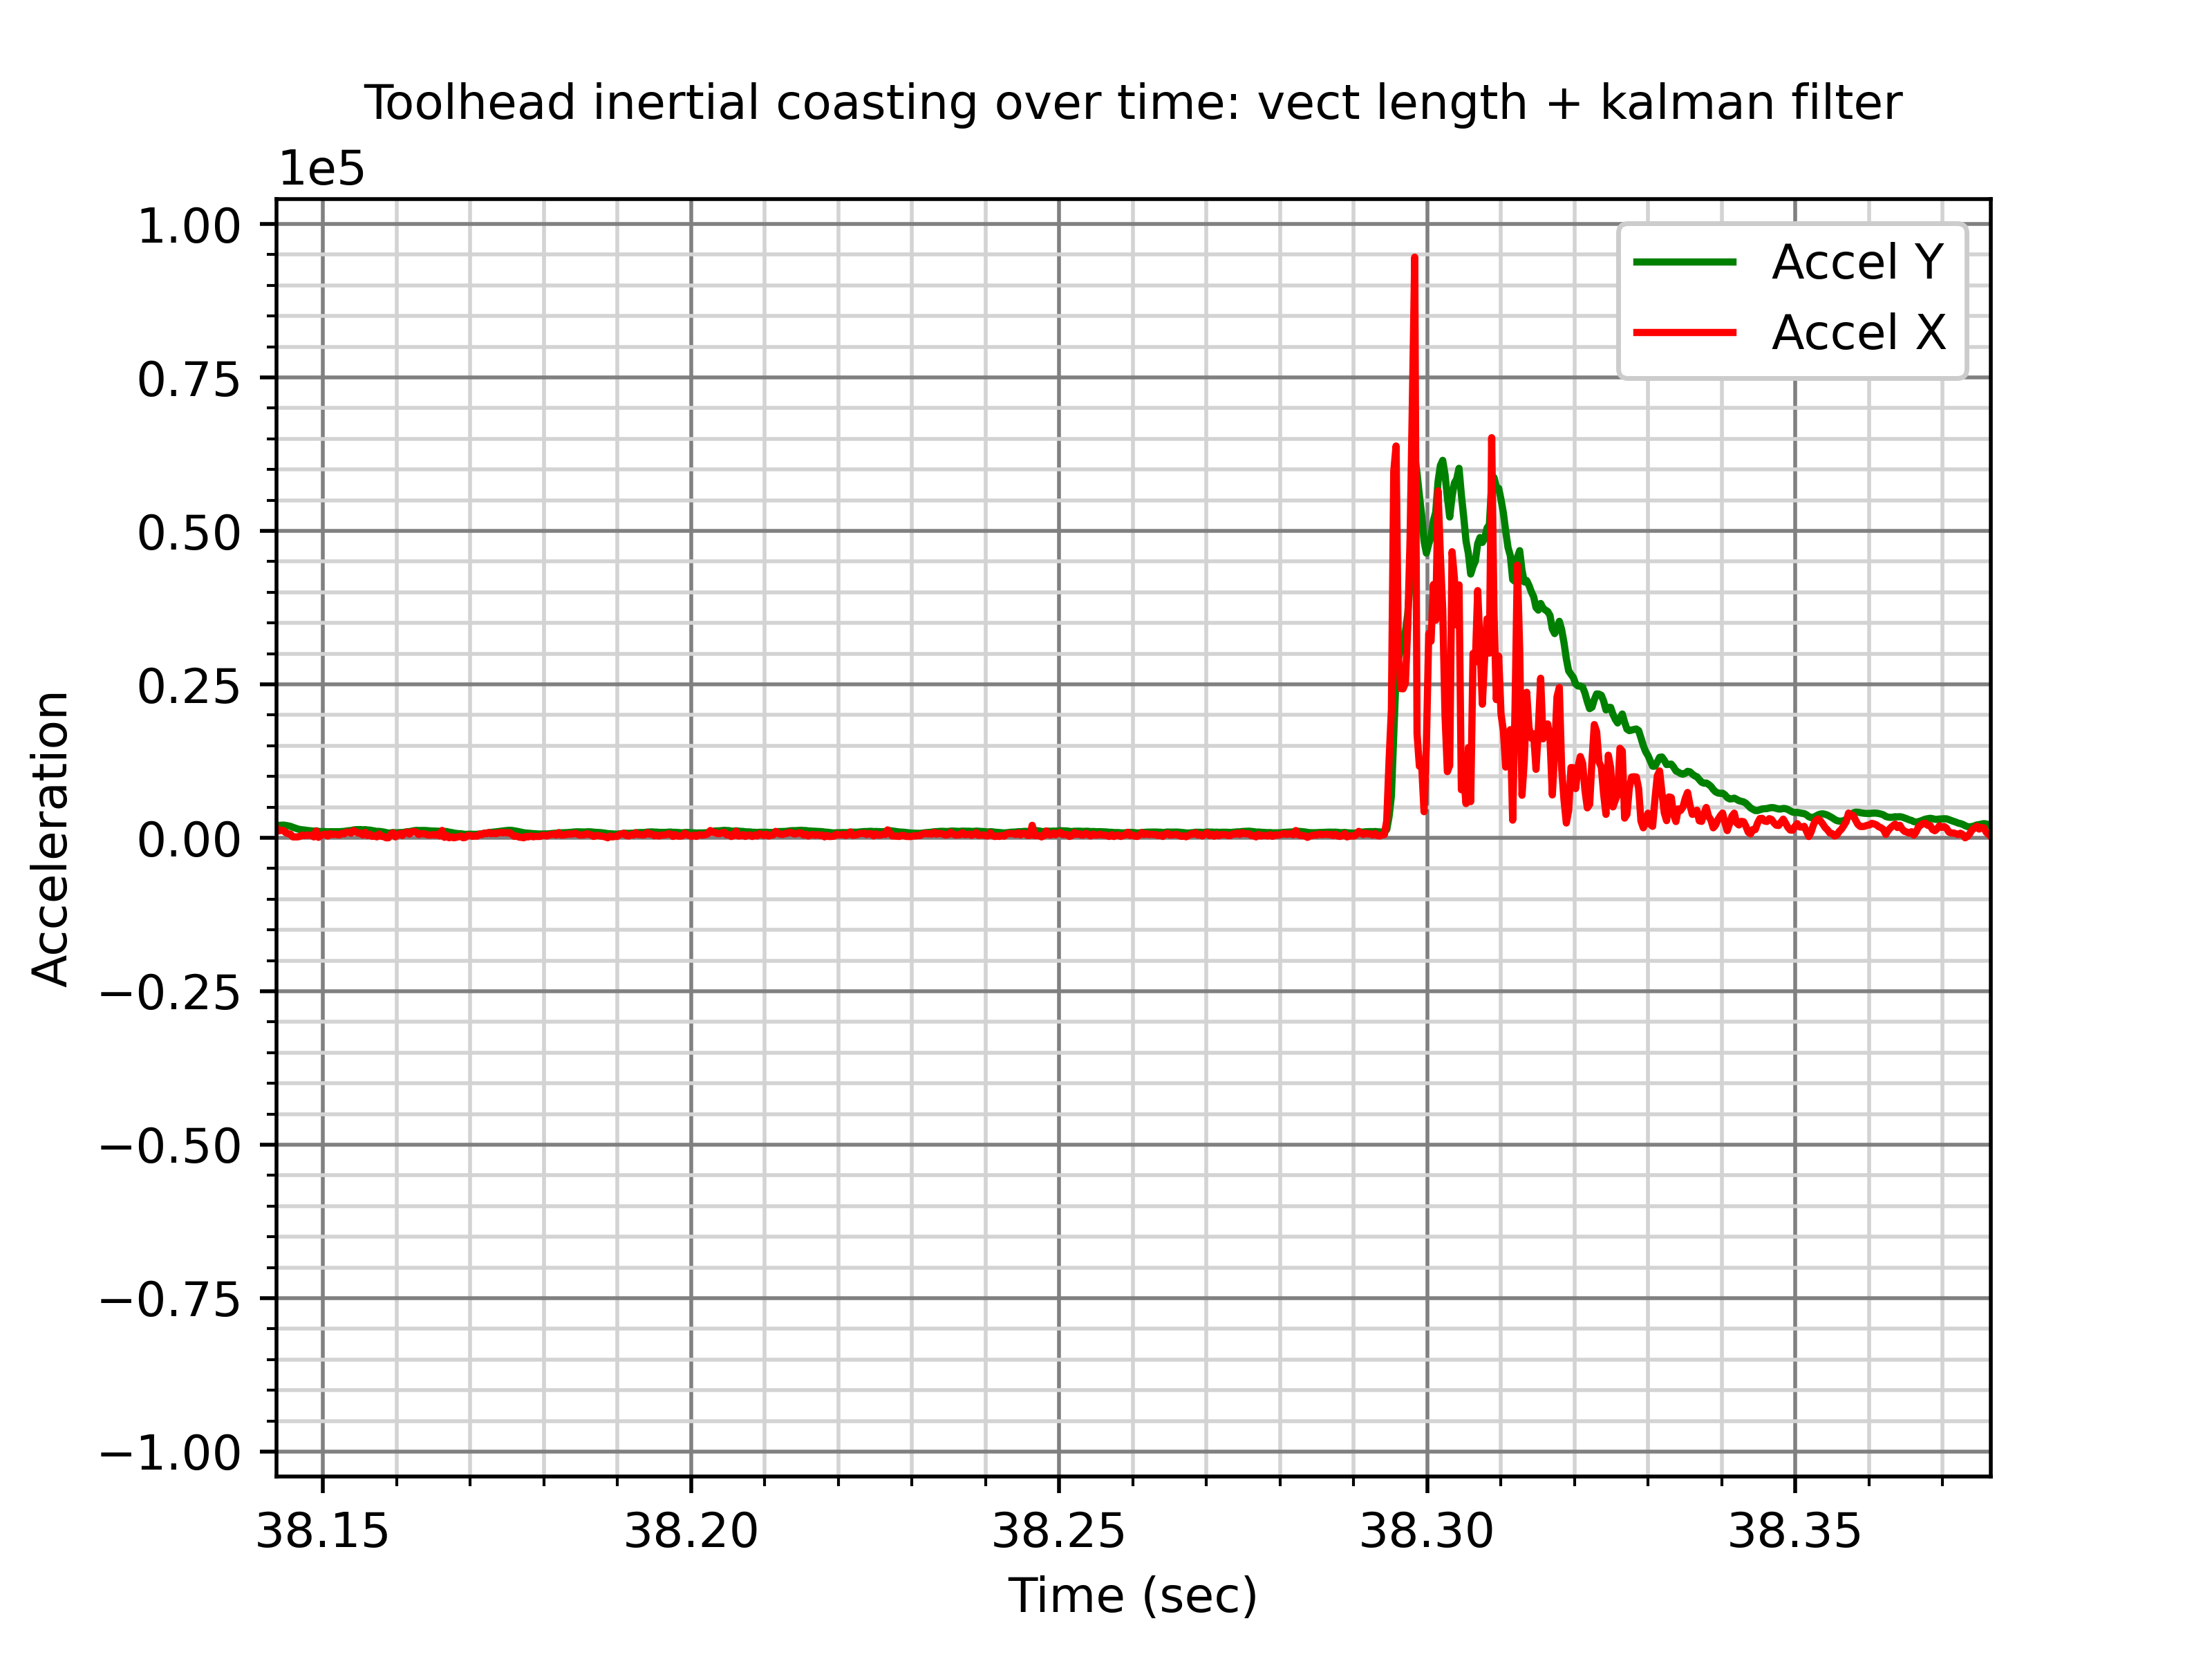 Toolhead inertial coasting over time: vect length + kalman filter
1e5
1.00
0.75
0.50
0.25
0.00
−0.25
−0.50
−0.75
−1.00
Acceleration
Accel Y
Accel X
38.15 38.20 38.25 38.30 38.35
Time (sec)